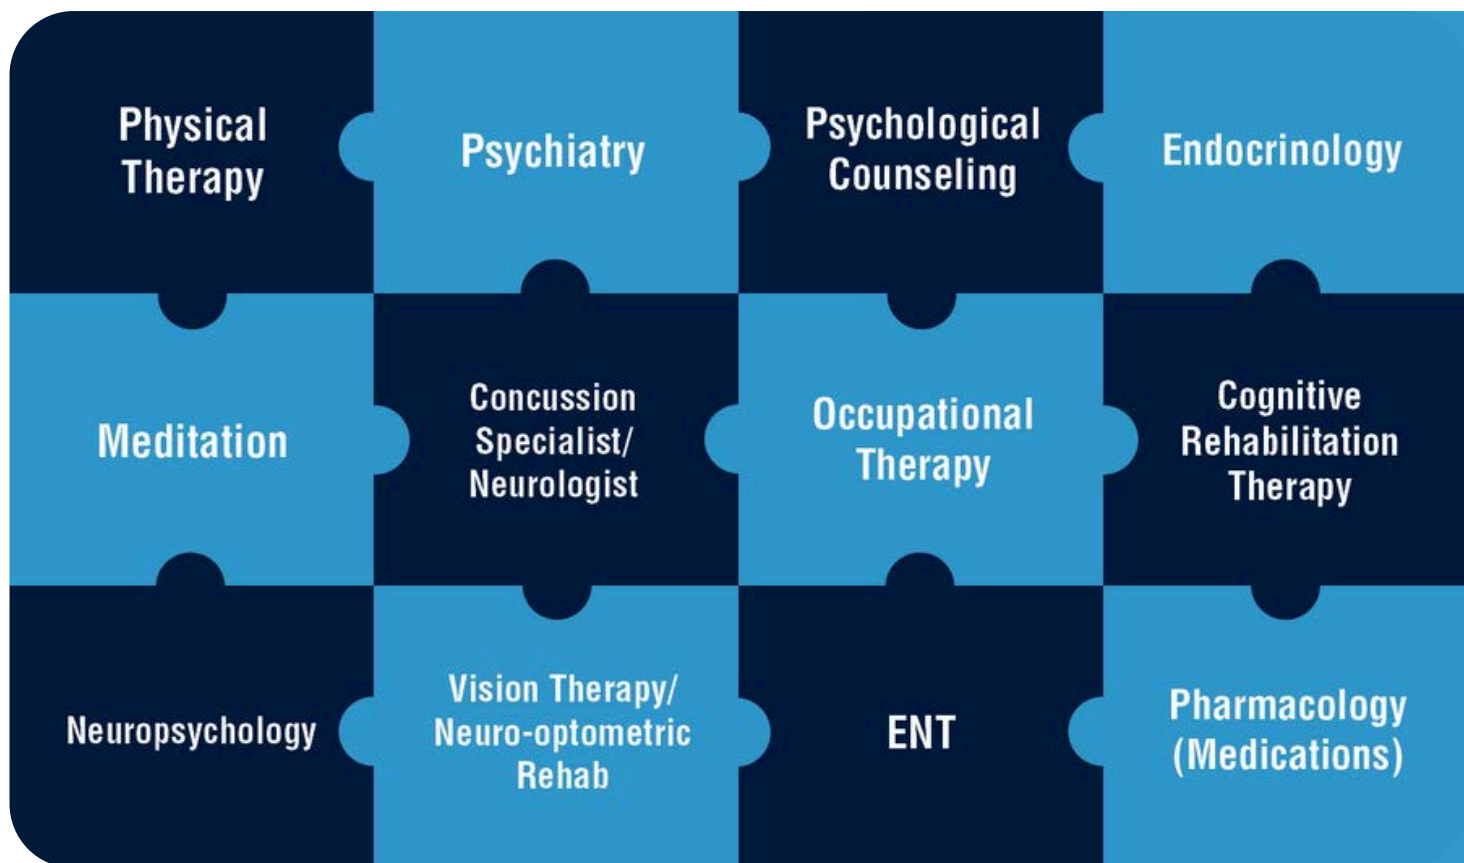 Physical
Therapy
Psychiatry
Psychological
Counseling
Endocrinology
Meditation
Concussion
Specialist/
Neurologist
Occupational
Therapy
Cognitive
Rehabilitation
Therapy
Neuropsychology
Vision Therapy/
Neuro-optometric
Rehab
ENT
Pharmacology
(Medications)